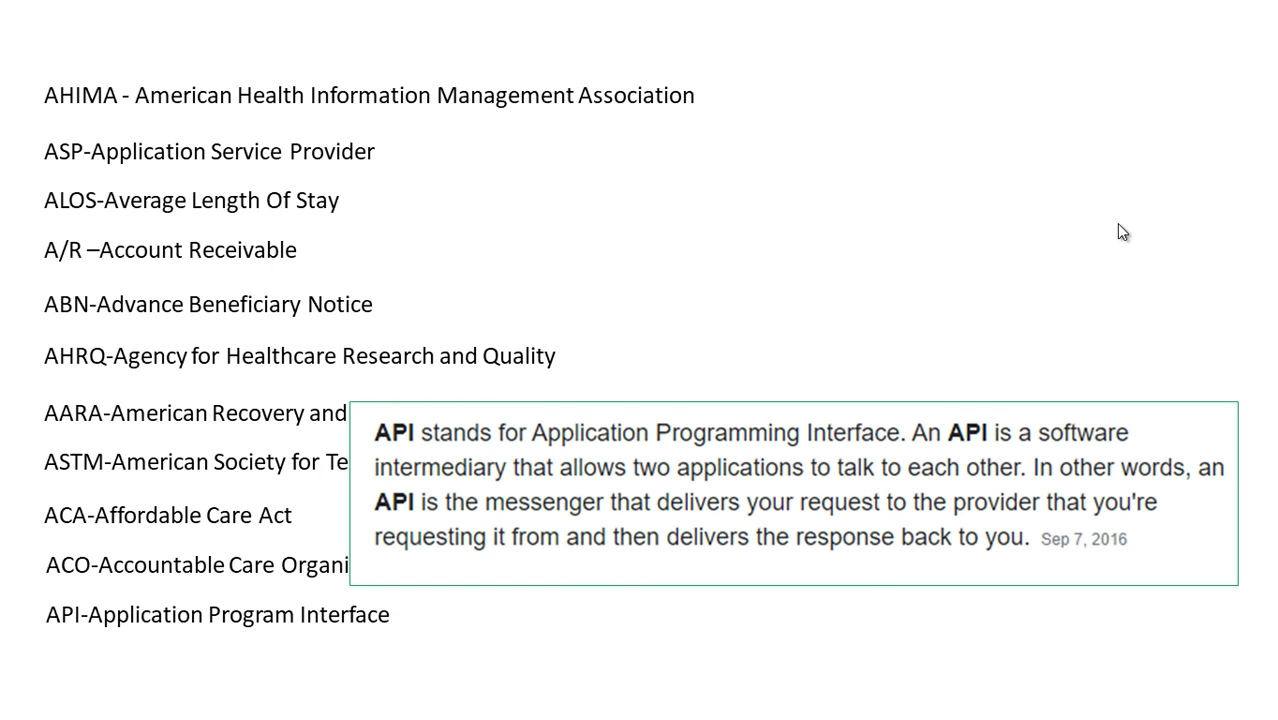 AHIMA - American Health Information Management Association
ASP-Application Service Provider
ALOS-Average Length Of Stay
A/R –Account Receivable
ABN-Advance Beneficiary Notice
AHRQ-Agency for Healthcare Research and Quality
AARA-American Recovery and
ASTM-American Society for Te
ACA-Affordable Care Act
ACO-Accountable Care Organi
API-Application Program Interface
API stands for Application Programming Interface. An API is a software
intermediary that allows two applications to talk to each other. In other words, an
API is the messenger that delivers your request to the provider that you're
requesting it from and then delivers the response back to you. Sep 7, 2016